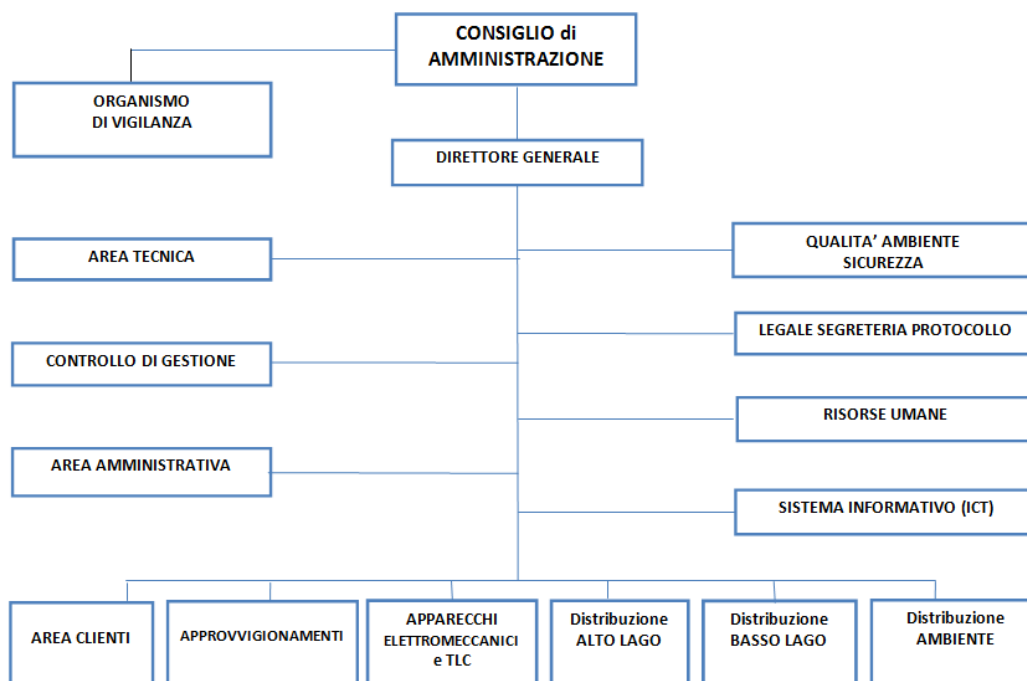 CONSIGLIO di
AMMINISTRAZIONE
ORGANISMO
DI VIGILANZA
DIRETTORE GENERALE
AREA TECNICA
QUALITA’ AMBIENTE
SICUREZZA
LEGALE SEGRETERIA PROTOCOLLO
CONTROLLO DI GESTIONE
RISORSE UMANE
AREA AMMINISTRATIVA
SISTEMA INFORMATIVO (ICT)
AREA CLIENTI
APPROVVIGIONAMENTI
APPARECCHI
ELETTROMECCANICI
e TLC
Distribuzione
ALTO LAGO
Distribuzione
BASSO LAGO
Distribuzione
AMBIENTE